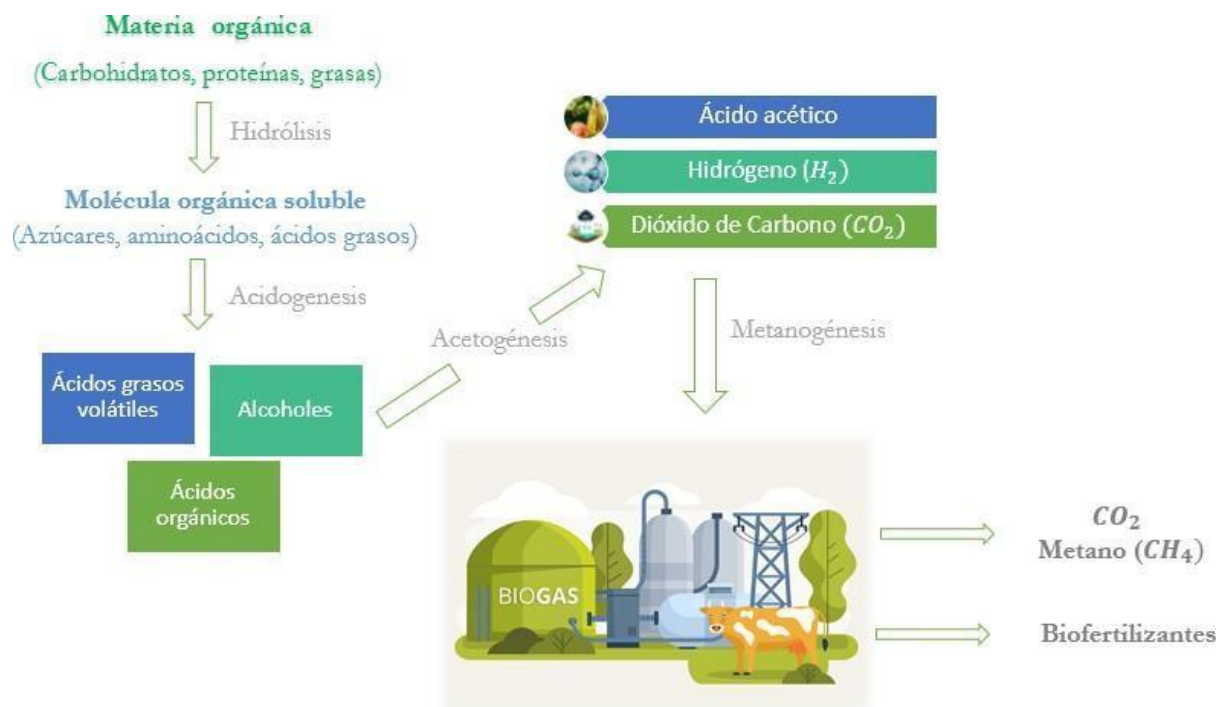 Materia orgánica
(Carbohidratos, proteínas, grasas)
Hidrólisis
Molécula orgánica soluble
(Azúcares, aminoácidos, ácidos grasos)
Acidogenesis
Ácidos grasos
volátiles
Alcoholes
Ácidos
orgánicos
Acetogénesis
Ácido acético
Hidrógeno (H₂)
Dióxido de Carbono (CO₂)
Metanogénesis
BIOGAS
CO₂
Metano (CH₄)
Biofertilizantes